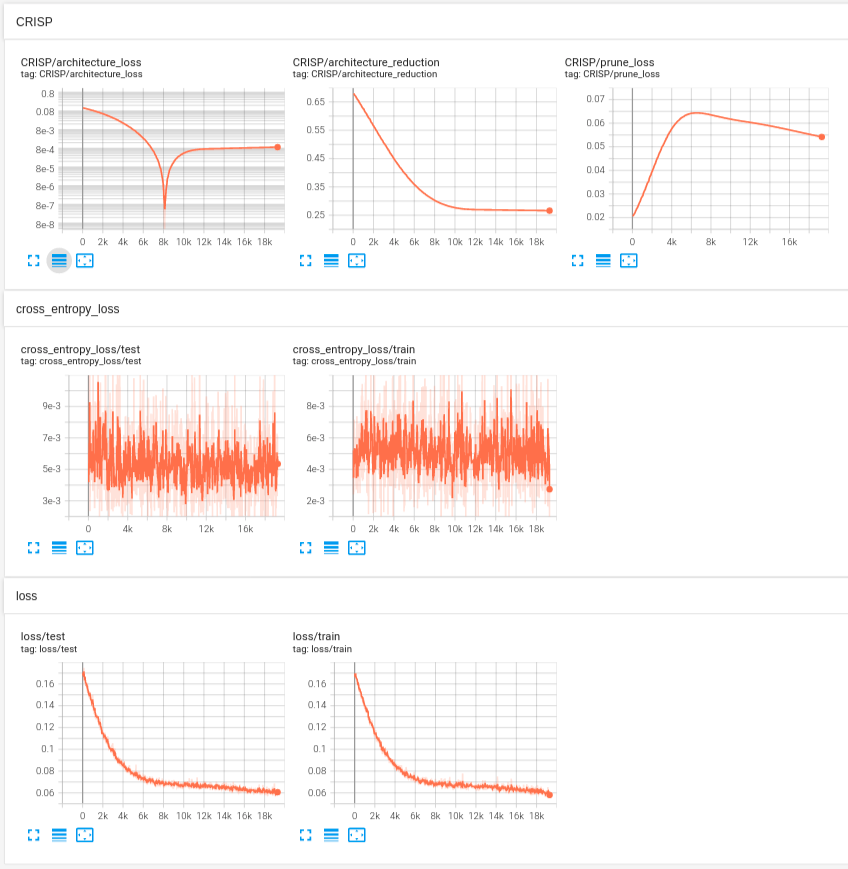 CRISP
CRISP/architecture_loss
tag: CRISP/architecture_loss
0.8
0.08
8e-3
8e-4
8e-5
8e-6
8e-7
8e-8
0 2k 4k 6k 8k 10k 12k 14k 16k 18k
CRISP/architecture_reduction
tag: CRISP/architecture_reduction
0.65
0.55
0.45
0.35
0.25
0 2k 4k 6k 8k 10k 12k 14k 16k 18k
CRISP/prune_loss
tag: CRISP/prune_loss
0.07
0.06
0.05
0.04
0.03
0.02
0 4k 8k 12k 16k
cross_entropy_loss
cross_entropy_loss/test
tag: cross_entropy_loss/test
9e-3
7e-3
5e-3
3e-3
0 4k 8k 12k 16k
cross_entropy_loss/train
tag: cross_entropy_loss/train
8e-3
6e-3
4e-3
2e-3
0 2k 4k 6k 8k 10k 12k 14k 16k 18k
loss
loss/test
tag: loss/test
0.16
0.14
0.12
0.1
0.08
0.06
0 2k 4k 6k 8k 10k 12k 14k 16k 18k
loss/train
tag: loss/train
0.16
0.14
0.12
0.1
0.08
0.06
0 2k 4k 6k 8k 10k 12k 14k 16k 18k